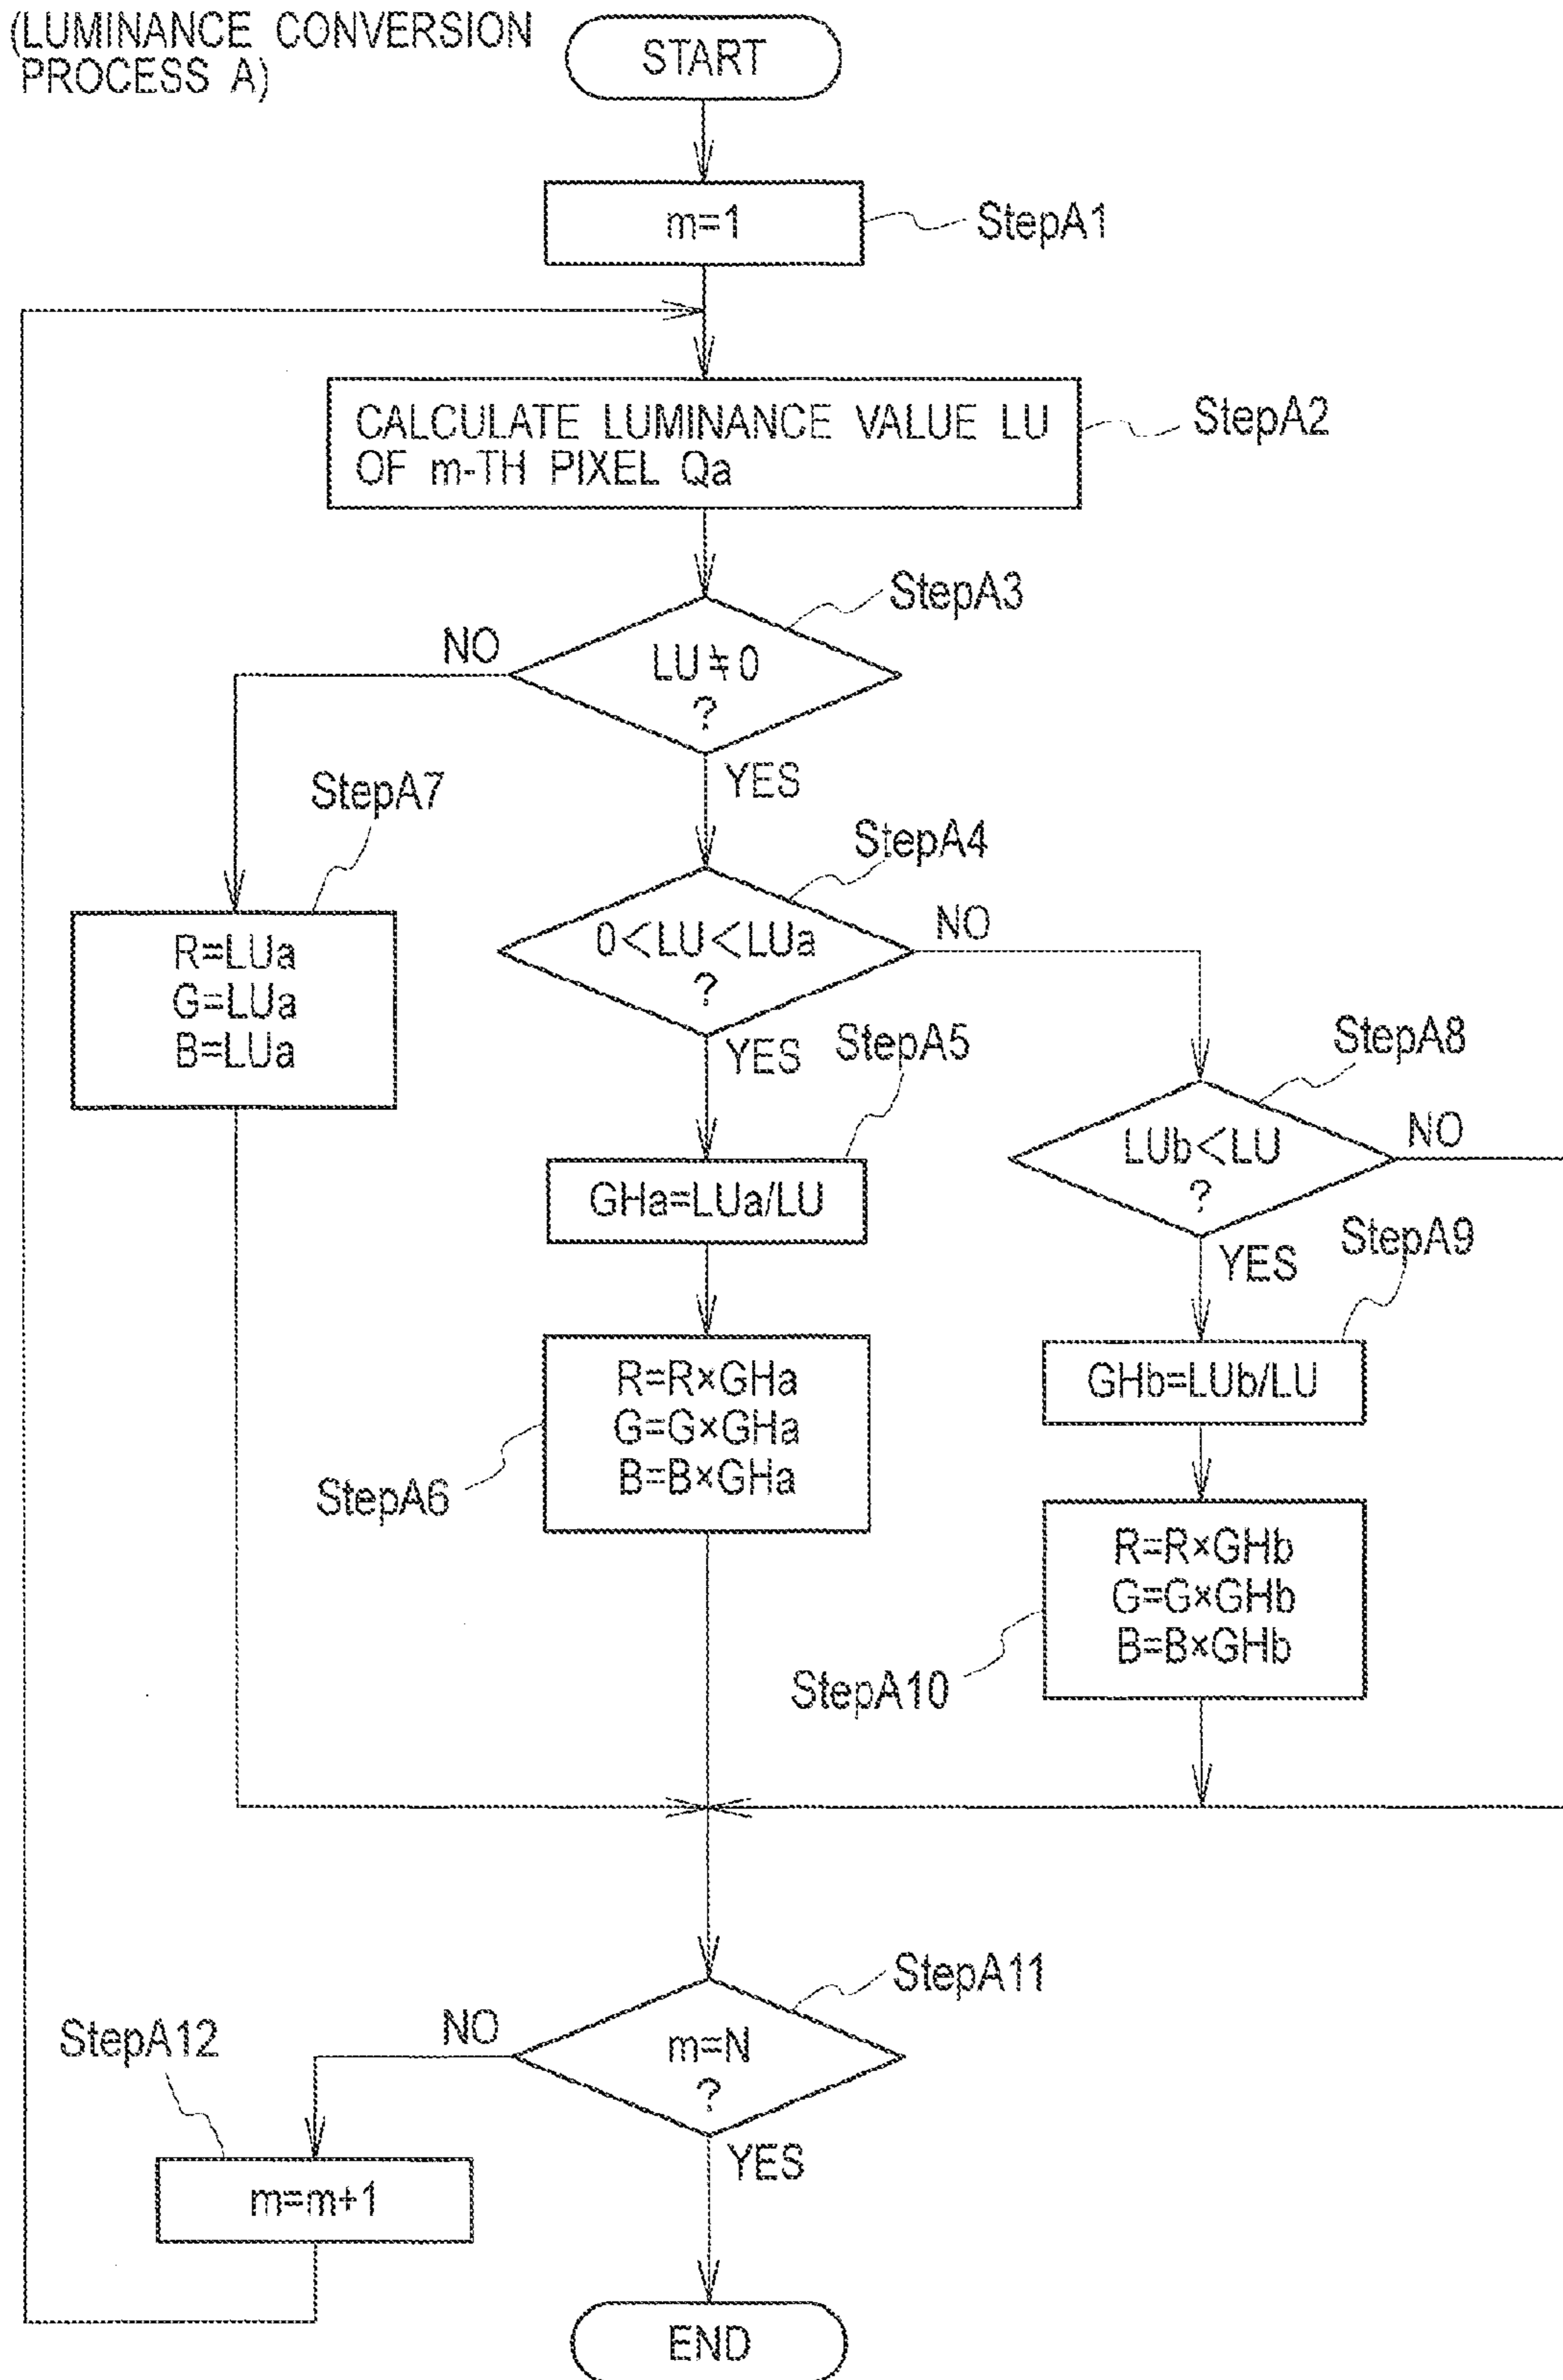 (LUMINANCE CONVERSION
PROCESS A)
START
m=1
StepA1
CALCULATE LUMINANCE VALUE LU
OF m-TH PIXEL Qa
StepA2
StepA3
NO
LU≠0
?
YES
StepA7
R=LUa
G=LUa
B=LUa
StepA4
0<LU<LUa
?
NO
YES
StepA5
GHa=LUa/LU
StepA8
LUb<LU
?
NO
YES
StepA9
GHb=LUb/LU
R=R×GHa
G=G×GHa
B=B×GHa
StepA6
R=R×GHb
G=G×GHb
B=B×GHb
StepA10
StepA11
m=N
?
NO
YES
StepA12
m=m+1
END